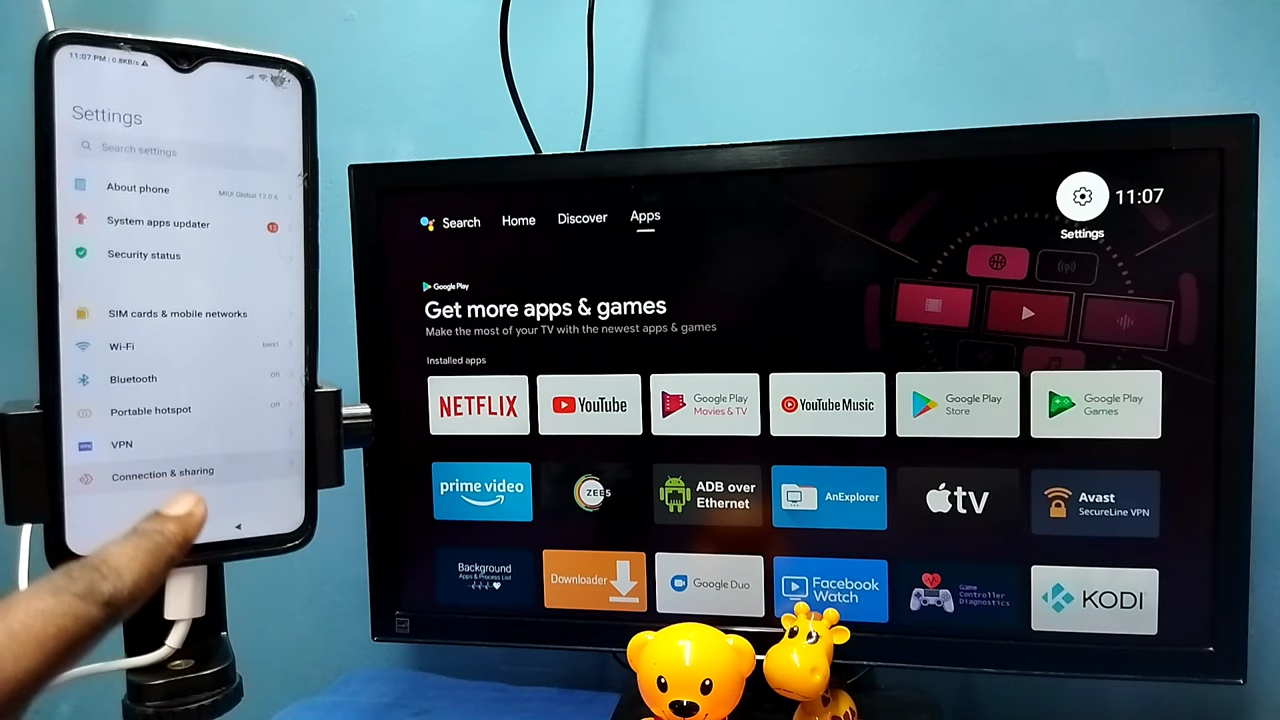 11:07 PM | 0.8KB/s
Settings
Search settings
About phone
MIUI Global 12.0.6
System apps updater
13
Security status
SIM cards & mobile networks
Wi-Fi
Bluetooth
on
Portable hotspot
off
VPN
VPN
Connection & sharing
Search Home Discover Apps
11:07
Settings
Google Play
Get more apps & games
Make the most of your TV with the newest apps & games
Installed apps
NETFLIX
YouTube
Google Play
Movies & TV
YouTube Music
Google Play
Store
Google Play
Games
prime video
ZEE5
ADB over
Ethernet
AnExplorer
tv
Avast
SecureLine VPN
Background
Apps & Process List
Downloader
Google Duo
Facebook
Watch
Game
Controller
Diagnostics
KODI